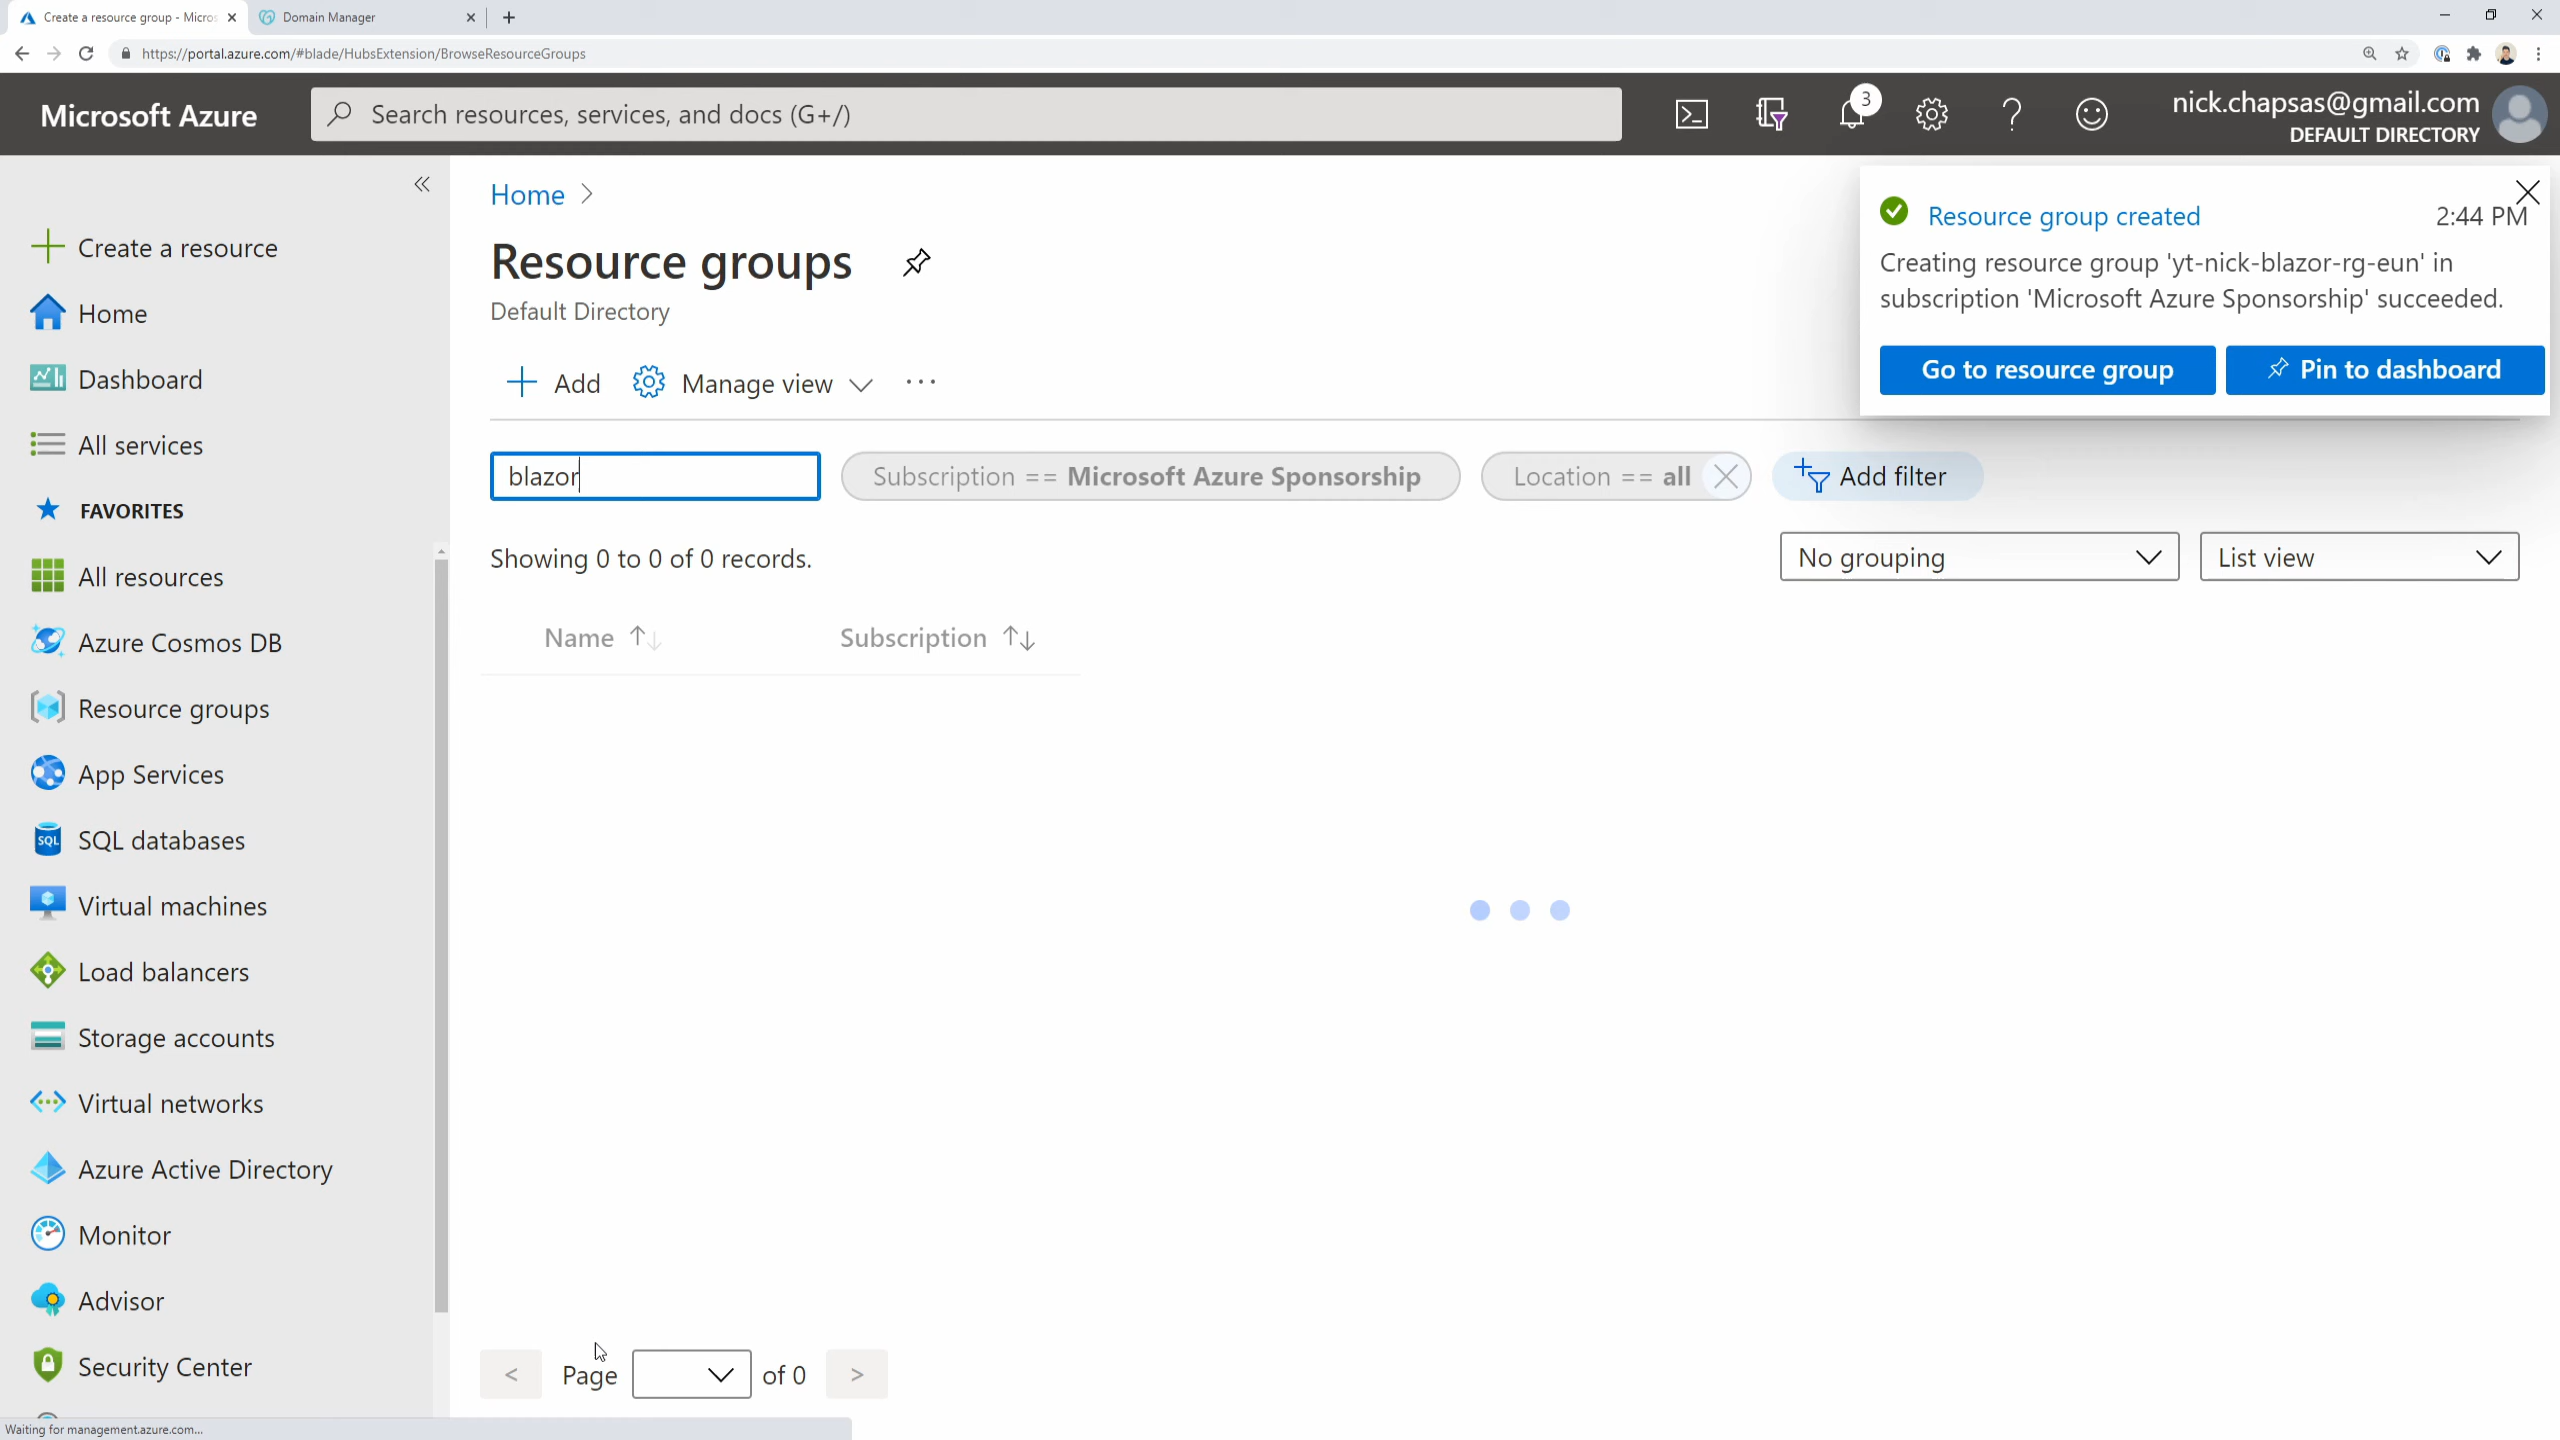 Create a resource group - Micros
Domain Manager
https://portal.azure.com/#blade/HubsExtension/BrowseResourceGroups
Microsoft Azure
Search resources, services, and docs (G+/)
3
nick.chapsas@gmail.com
DEFAULT DIRECTORY
Create a resource
Home
Dashboard
All services
FAVORITES
All resources
Azure Cosmos DB
Resource groups
App Services
SQL
SQL databases
Virtual machines
Load balancers
Storage accounts
Virtual networks
Azure Active Directory
Monitor
Advisor
Security Center
Home
Resource groups
Default Directory
Add
Manage view
blazor
Subscription == Microsoft Azure Sponsorship
Location == all
Add filter
Showing 0 to 0 of 0 records.
No grouping
List view
Name
Subscription
< Page of 0 >
Resource group created
2:44 PM
Creating resource group 'yt-nick-blazor-rg-eun' in
subscription 'Microsoft Azure Sponsorship' succeeded.
Go to resource group
Pin to dashboard
Waiting for management.azure.com...